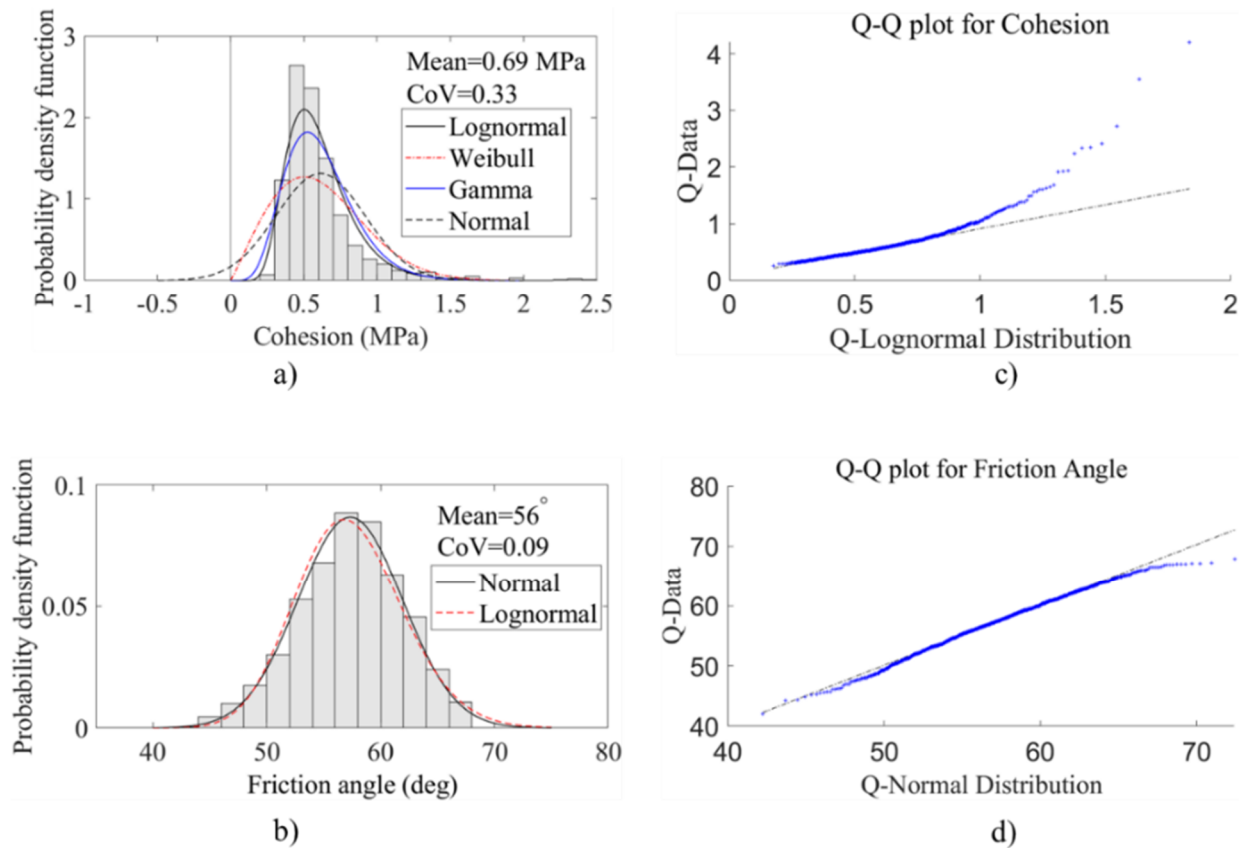 Probability density function
3
2
1
0
-1
-0.5
0
0.5
1
1.5
2
2.5
Cohesion (MPa)
Mean=0.69 MPa
CoV=0.33
Lognormal
Weibull
Gamma
Normal
a)
Q-Q plot for Cohesion
Q-Data
4
3
2
1
0
0
0.5
1
1.5
2
Q-Lognormal Distribution
c)
Probability density function
0.1
0.05
0
40
50
60
70
80
Friction angle (deg)
Mean=56°
CoV=0.09
Normal
Lognormal
b)
Q-Q plot for Friction Angle
Q-Data
80
70
60
50
40
40
50
60
70
Q-Normal Distribution
d)